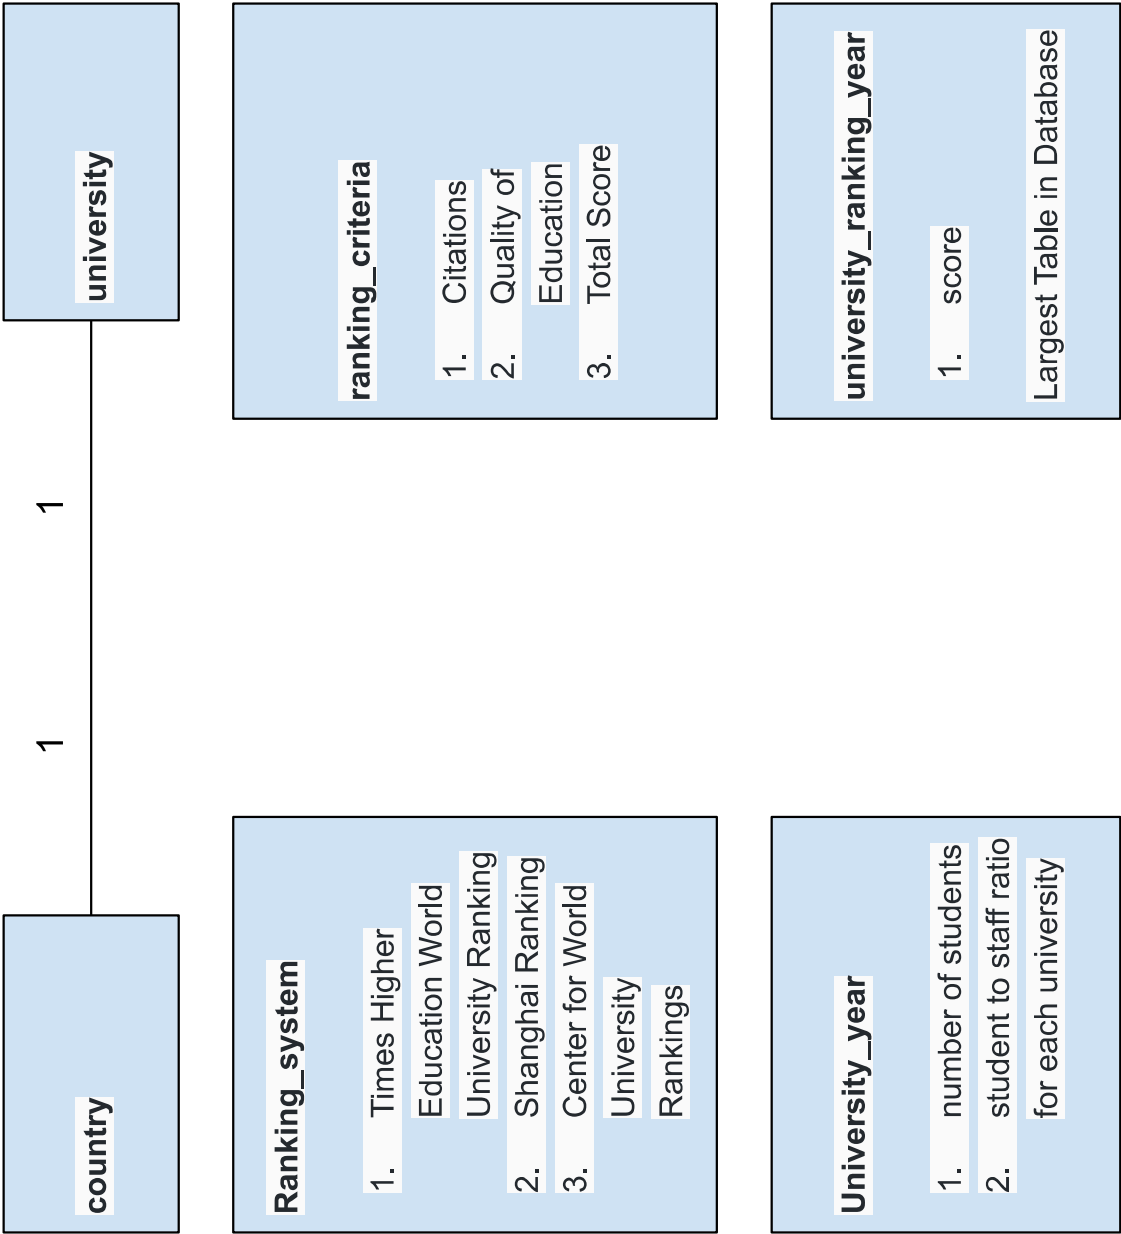 country
1
1
university
Ranking_system
1. Times Higher
Education World
University Ranking
2. Shanghai Ranking
3. Center for World
University
Rankings
ranking_criteria
1. Citations
2. Quality of
Education
3. Total Score
University_year
1. number of students
2. student to staff ratio
for each university
university_ranking_year
1. score
Largest Table in Database